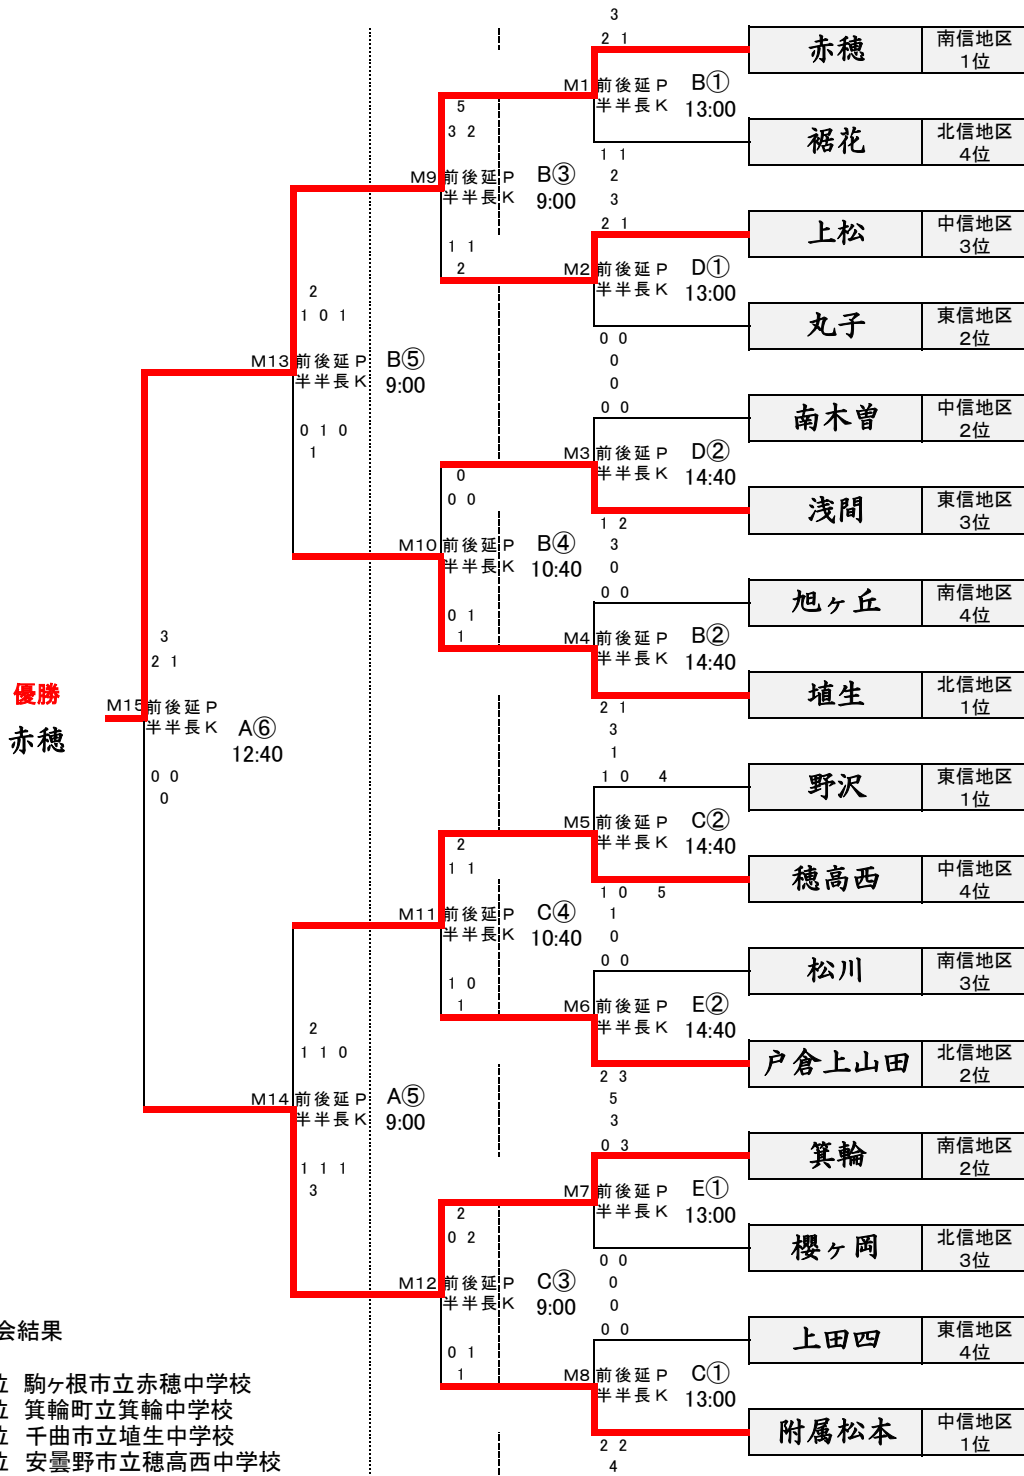 3
2 1
赤穂 南信地区 1位
M1 前後延P B①
半半長K 13:00
5
3 2
裾花 北信地区 4位
1 1
2
M9 前後延P B③
半半長K 9:00
3
2 1
上松 中信地区 3位
1 1
2
M2 前後延P D①
半半長K 13:00
2
1 0 1
丸子 東信地区 2位
0 0
0
M13 前後延P B⑤
半半長K 9:00
0
0 0
南木曽 中信地区 2位
0 1 0
1
M3 前後延P D②
半半長K 14:40
0
0 0
浅間 東信地区 3位
1 2
3
M10 前後延P B④
半半長K 10:40
0
0 0
旭ヶ丘 南信地区 4位
0 1
1
M4 前後延P B②
半半長K 14:40
3
2 1
優勝
赤穂
埴生 北信地区 1位
2 1
3
M15 前後延P A⑥
半半長K 12:40
1
1 0 4
野沢 東信地区 1位
0 0
0
M5 前後延P C②
半半長K 14:40
2
1 1
穂高西 中信地区 4位
1 0 5
1
M11 前後延P C④
半半長K 10:40
0
0 0
松川 南信地区 3位
1 0
1
M6 前後延P E②
半半長K 14:40
2
1 1 0
戸倉上山田 北信地区 2位
2 3
5
M14 前後延P A⑤
半半長K 9:00
3
0 3
箕輪 南信地区 2位
1 1 1
3
M7 前後延P E①
半半長K 13:00
2
0 2
櫻ヶ岡 北信地区 3位
0 0
0
M12 前後延P C③
半半長K 9:00
0
0 0
上田四 東信地区 4位
0 1
1
M8 前後延P C①
半半長K 13:00
附属松本 中信地区 1位
2 2
4
会結果
位 駒ヶ根市立赤穂中学校
位 箕輪町立箕輪中学校
位 千曲市立埴生中学校
位 安曇野市立穂高西中学校